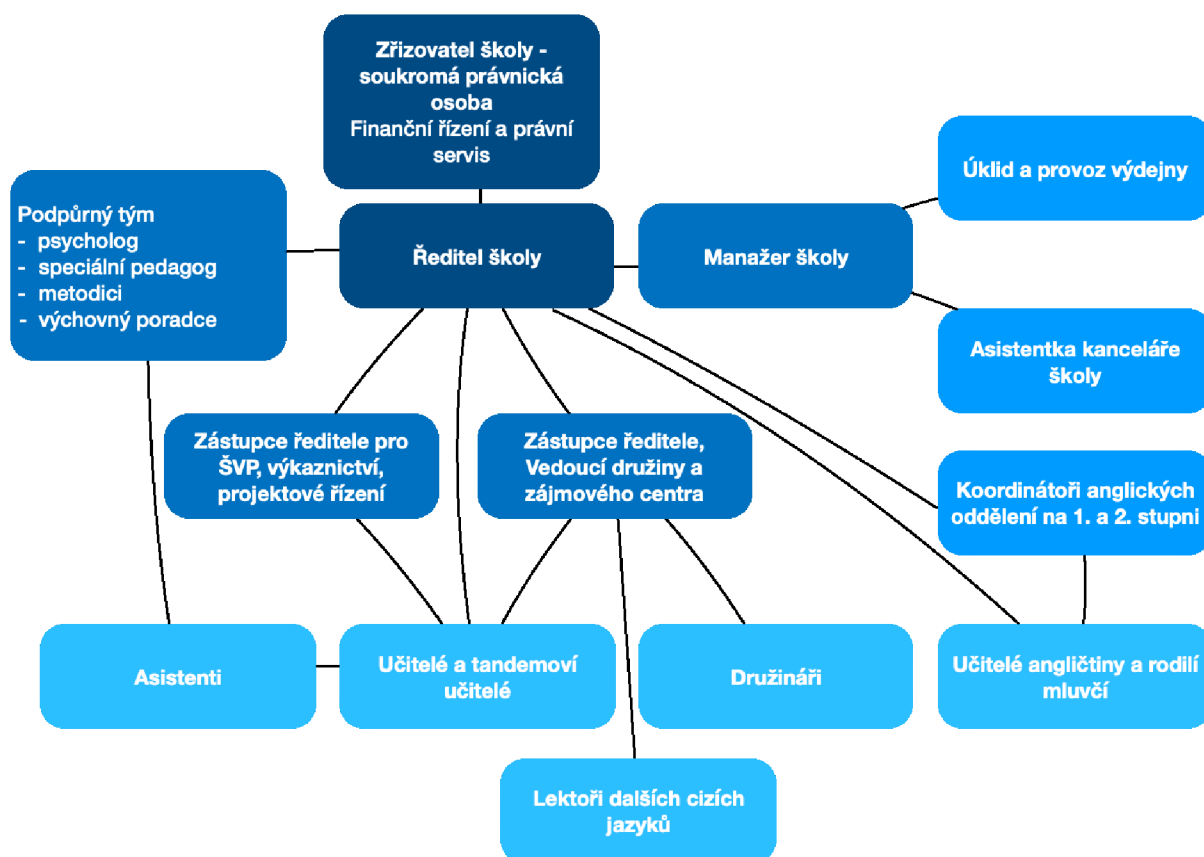 Zřizovatel školy -
soukromá právnická
osoba
Finanční řízení a právní
servis
Úklid a provoz výdejny
Podpůrný tým
- psycholog
- speciální pedagog
- metodici
- výchovný poradce
Ředitel školy
Manažer školy
Asistentka kanceláře
školy
Zástupce ředitele pro
ŠVP, výkaznictví,
projektové řízení
Zástupce ředitele,
Vedoucí družiny a
zájmového centra
Koordinátoři anglických
oddělení na 1. a 2. stupni
Asistenti
Učitelé a tandemoví
učitelé
Družináři
Učitelé angličtiny a rodilí
mluvčí
Lektoři dalších cizích
jazyků